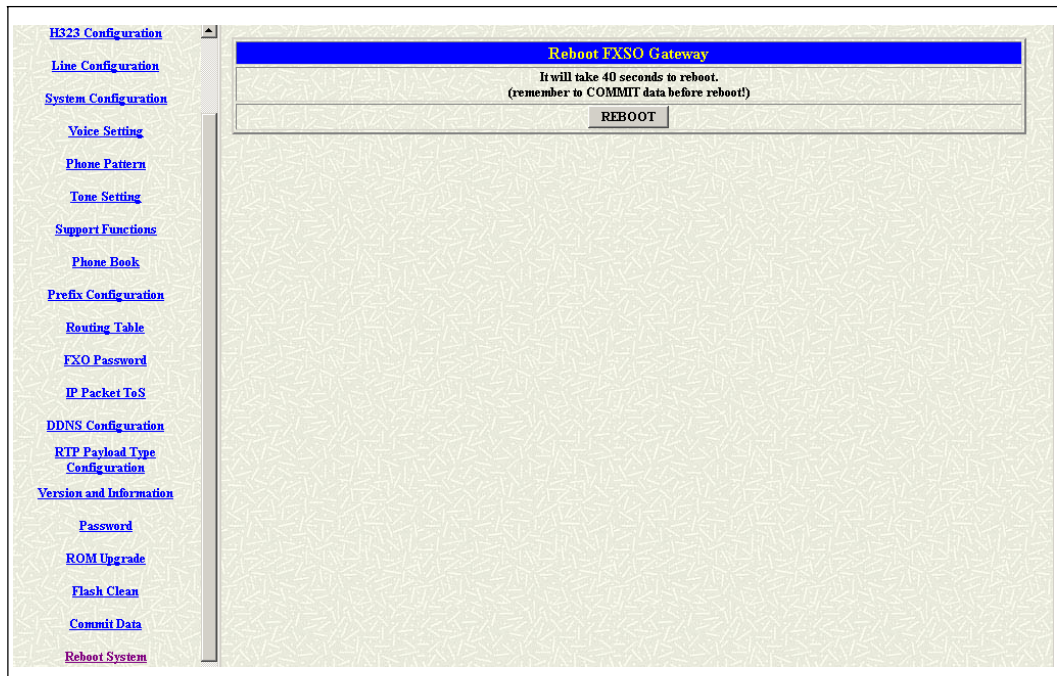 H323 Configuration
Line Configuration
System Configuration
Voice Setting
Phone Pattern
Tone Setting
Support Functions
Phone Book
Prefix Configuration
Routing Table
FXO Password
IP Packet ToS
DDNS Configuration
RTP Payload Type
Configuration
Version and Information
Password
ROM Upgrade
Flash Clean
Commit Data
Reboot System
Reboot FXSO Gateway
It will take 40 seconds to reboot.
(remember to COMMIT data before reboot!)
REBOOT